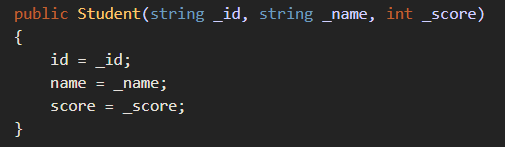 public Student(string _id, string _name, int _score)
{
    id = _id;
    name = _name;
    score = _score;
}